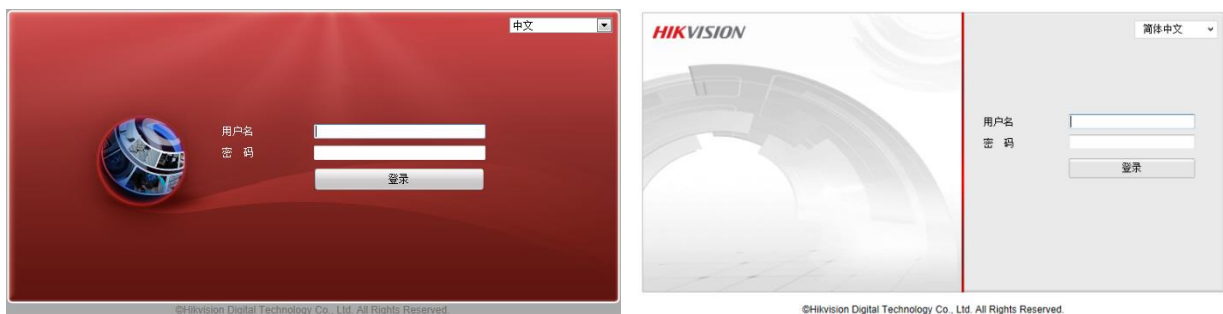 中文
用户名
密 码
登录
©Hikvision Digital Technology Co., Ltd. All Rights Reserved.
HIKVISION
简体中文
用户名
密 码
登录
©Hikvision Digital Technology Co., Ltd. All Rights Reserved.